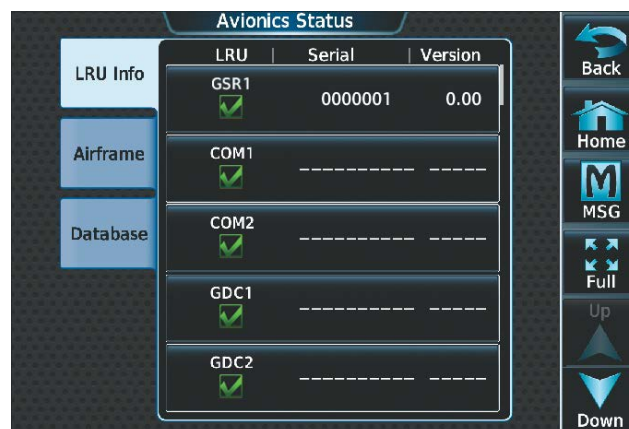 Avionics Status
LRU Info
Airframe
Database
LRU | Serial | Version
GSR1
0000001 0.00
COM1
---------- -----
COM2
---------- -----
GDC1
---------- -----
GDC2
---------- -----
Back
Home
MSG
Full
Up
Down